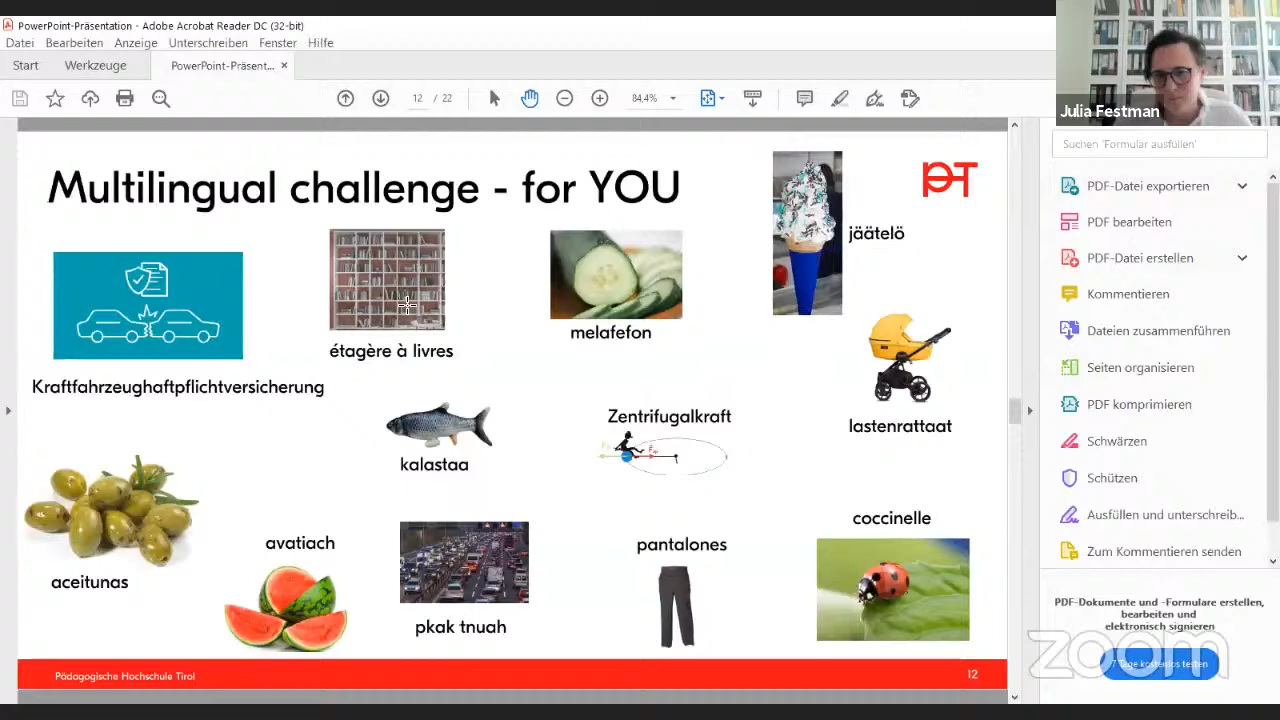 PowerPoint-Präsentation - Adobe Acrobat Reader DC (32-bit)
Datei Bearbeiten Anzeige Unterschreiben Fenster Hilfe
Start Werkzeuge PowerPoint-Präsent... ×
12 / 22 84,4%
Julia Festman
Suchen 'Formular ausfüllen'
Multilingual challenge - for YOU
jäätelö
étagère à livres
melafefon
Kraftfahrzeughaftpflichtversicherung
kalastaa
Zentrifugalkraft
lastenrattaat
aceitunas
avatiach
pkak tnuah
pantalones
coccinelle
Pädagogische Hochschule Tirol
12
PDF-Datei exportieren
PDF bearbeiten
PDF-Datei erstellen
Kommentieren
Dateien zusammenführen
Seiten organisieren
PDF komprimieren
Schwärzen
Schützen
Ausfüllen und unterschreib...
Zum Kommentieren senden
PDF-Dokumente und -Formulare erstellen,
bearbeiten und
elektronisch signieren
7 Tage kostenlos testen
zoom